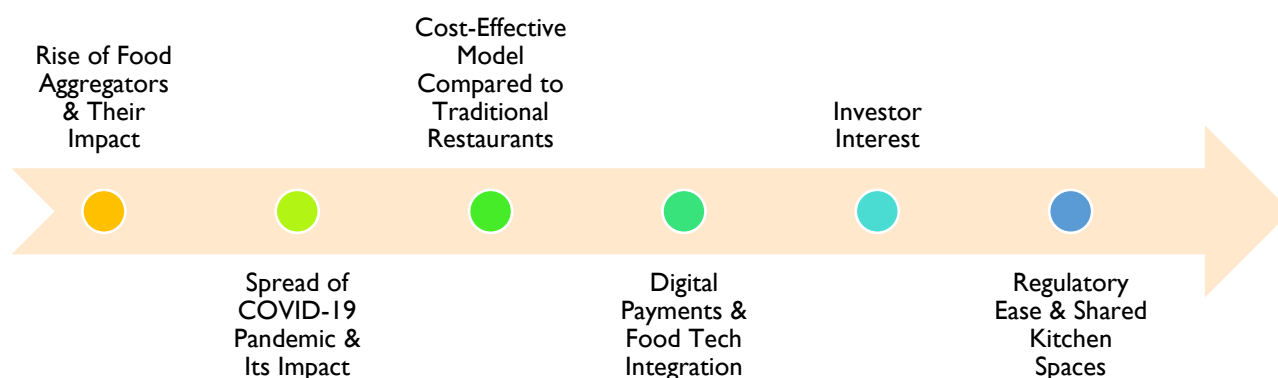 Rise of Food
Aggregators
& Their
Impact
Spread of
COVID-19
Pandemic &
Its Impact
Cost-Effective
Model
Compared to
Traditional
Restaurants
Digital
Payments &
Food Tech
Integration
Investor
Interest
Regulatory
Ease & Shared
Kitchen
Spaces